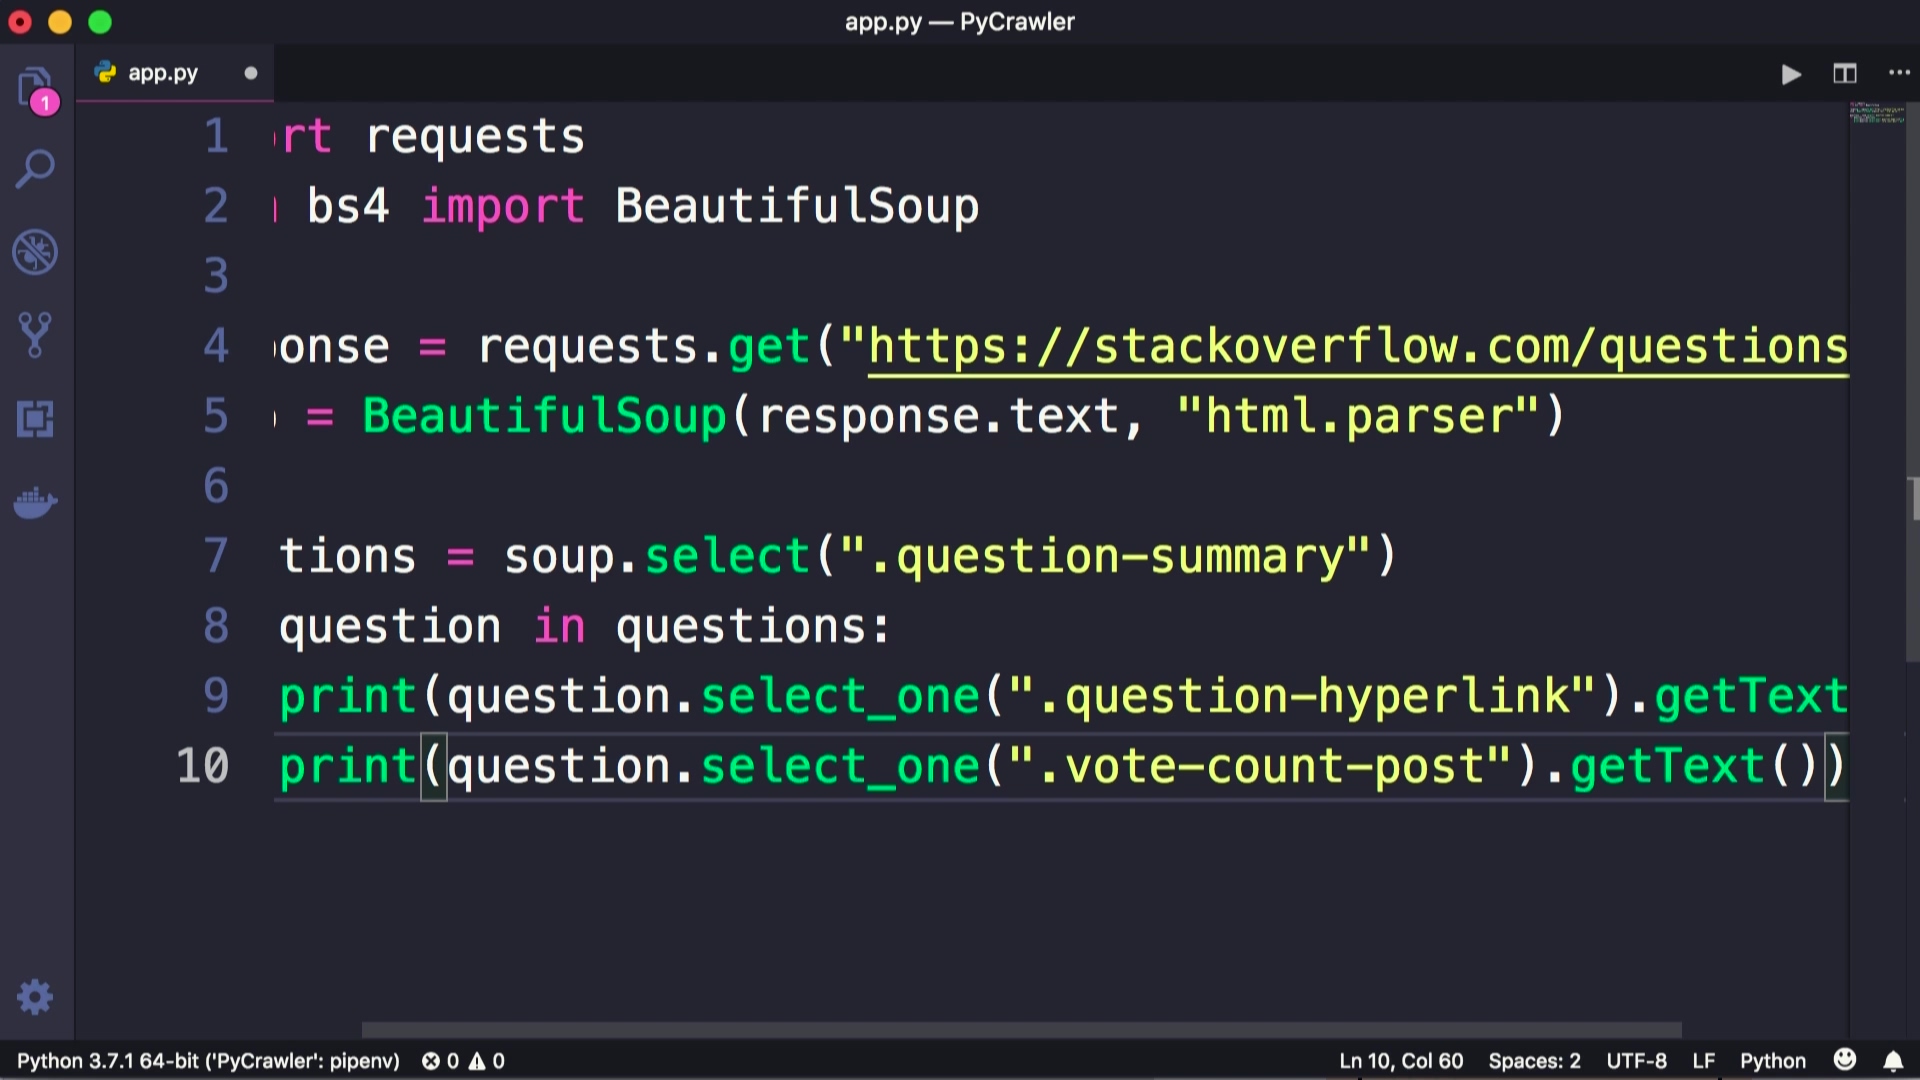 app.py — PyCrawler
app.py
1
1 rt requests
2 bs4 import BeautifulSoup
3
4 onse = requests.get("https://stackoverflow.com/questions
5 = BeautifulSoup(response.text, "html.parser")
6
7 tions = soup.select(".question-summary")
8 question in questions:
9 print(question.select_one(".question-hyperlink").getText
10 print(question.select_one(".vote-count-post").getText())
Python 3.7.1 64-bit ('PyCrawler': pipenv) 0 0 Ln 10, Col 60 Spaces: 2 UTF-8 LF Python